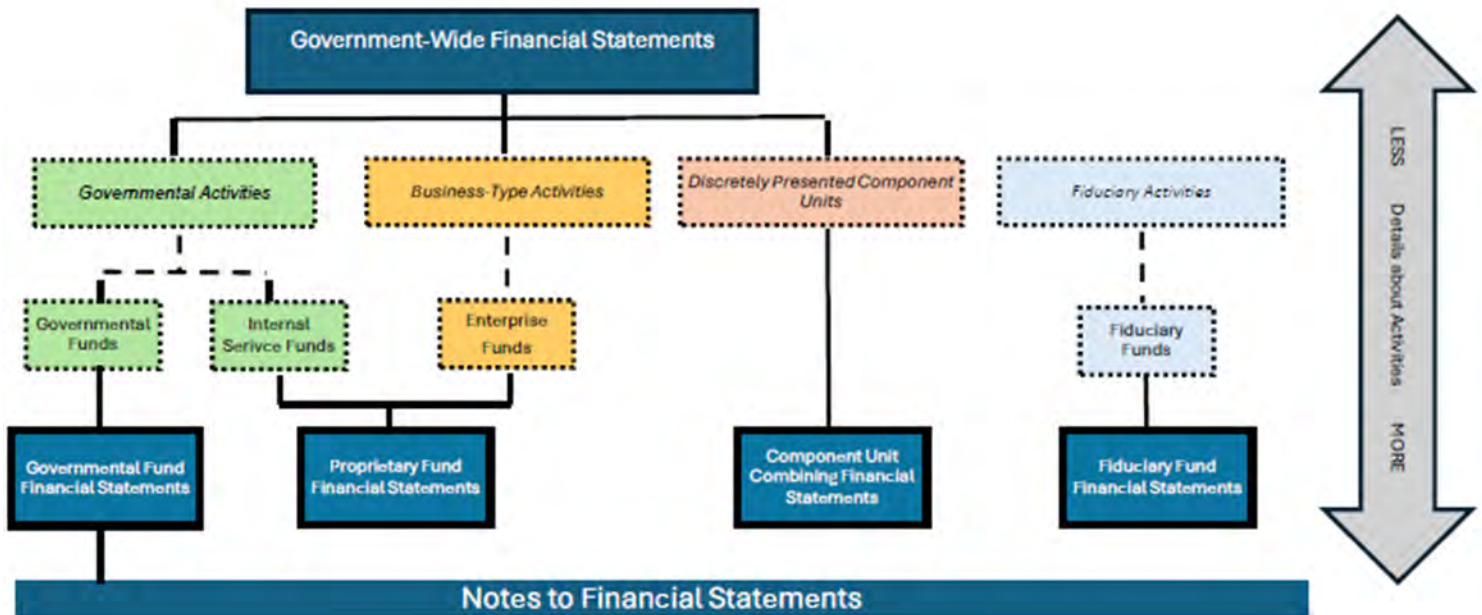 Government-Wide Financial Statements
Governmental Activities
Business-Type Activities
Discretely Presented Component
Units
Fiduciary Activities
Governmental
Funds
Internal
Serivce Funds
Enterprise
Funds
Fiduciary
Funds
Governmental Fund
Financial Statements
Proprietary Fund
Financial Statements
Component Unit
Combining Financial
Statements
Fiduciary Fund
Financial Statements
Notes to Financial Statements
LESS Details about Activities MORE